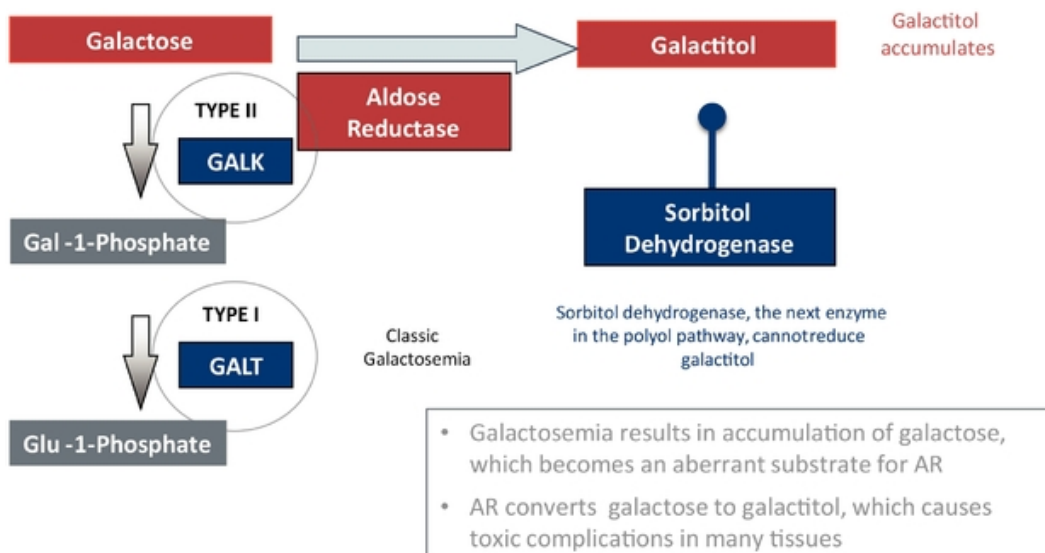 Galactose
Galactitol
Galactitol
accumulates
Aldose
Reductase
TYPE II
GALK
Gal -1-Phosphate
Sorbitol
Dehydrogenase
TYPE I
GALT
Glu -1-Phosphate
Classic
Galactosemia
Sorbitol dehydrogenase, the next enzyme
in the polyol pathway, cannotreduce
galactitol
• Galactosemia results in accumulation of galactose,
which becomes an aberrant substrate for AR
• AR converts galactose to galactitol, which causes
toxic complications in many tissues